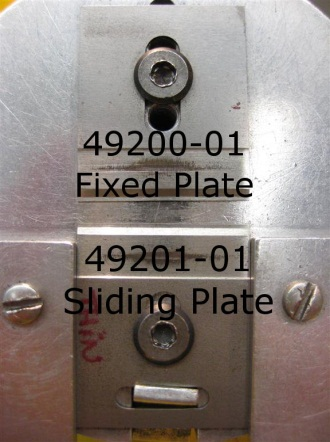 49200-01
Fixed Plate
49201-01
Sliding Plate